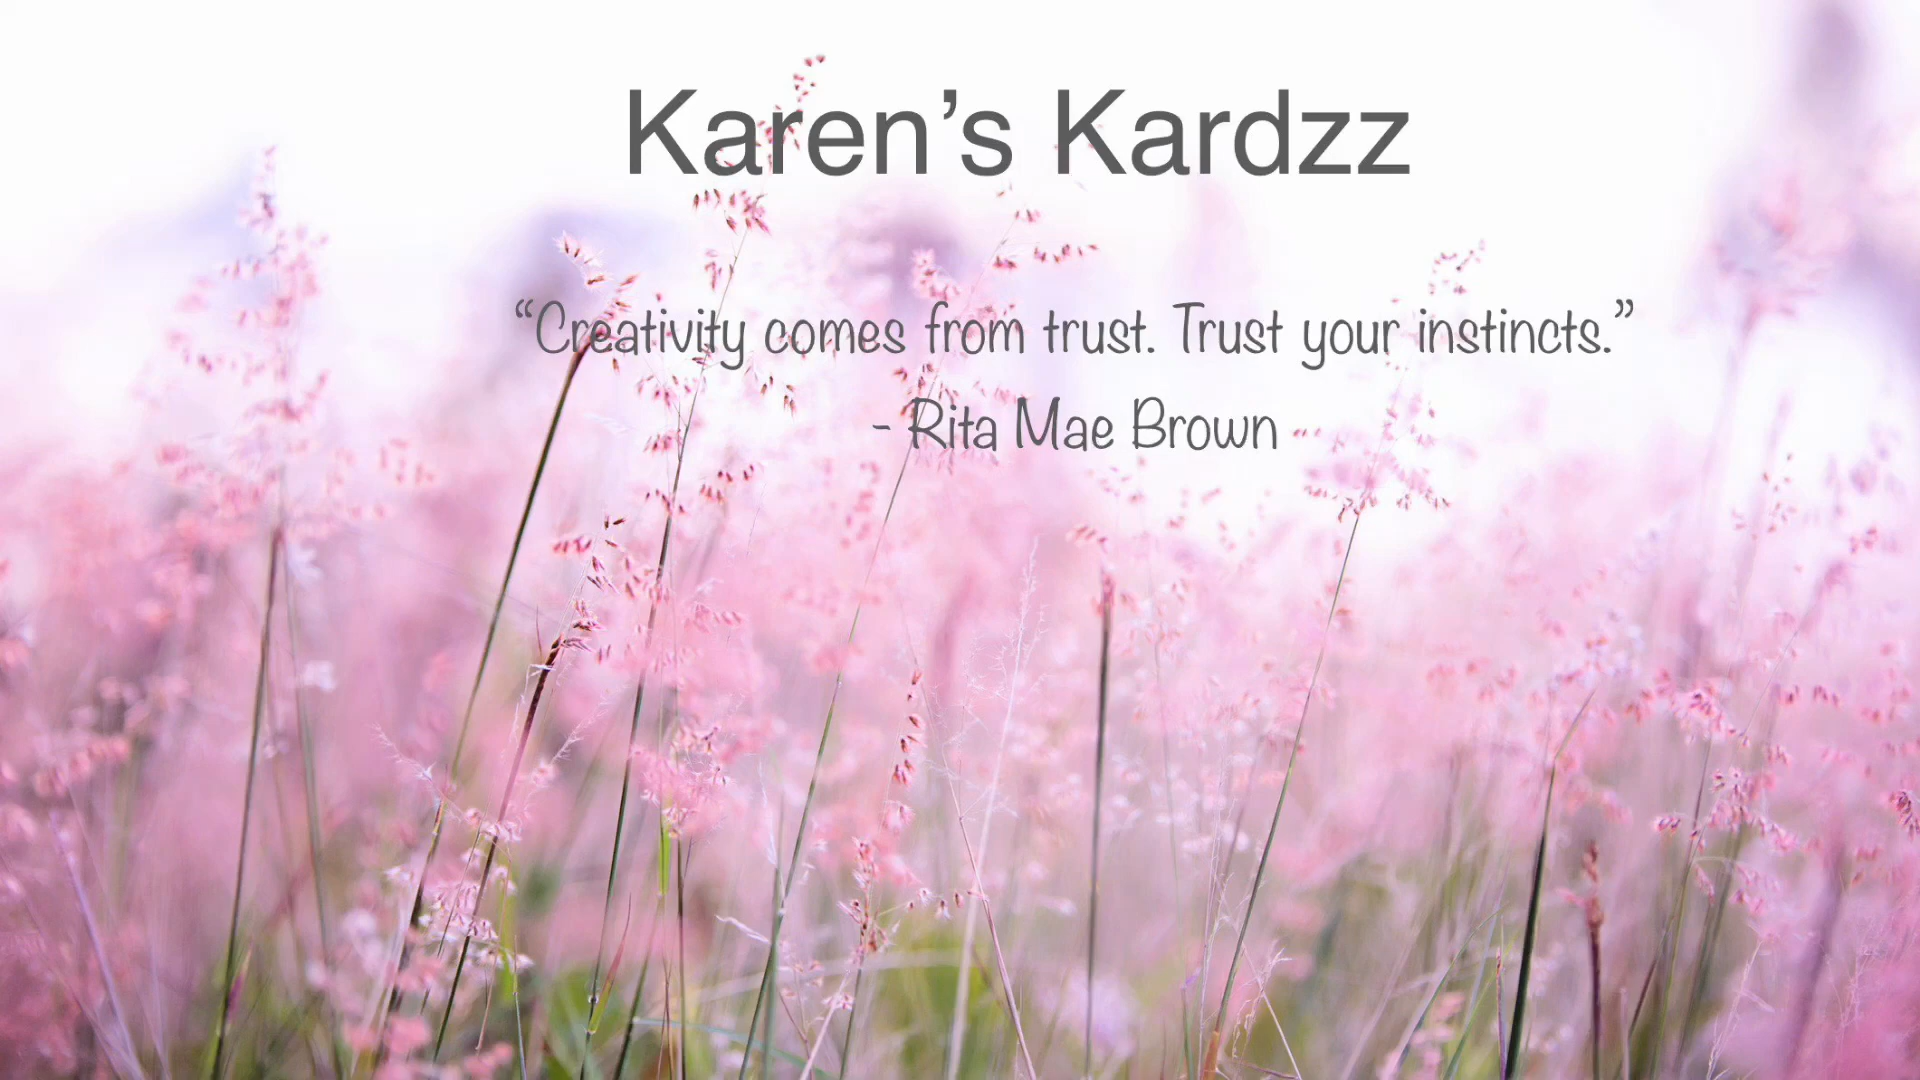 Karen’s Kardzz
“Creativity comes from trust. Trust your instincts.”
- Rita Mae Brown